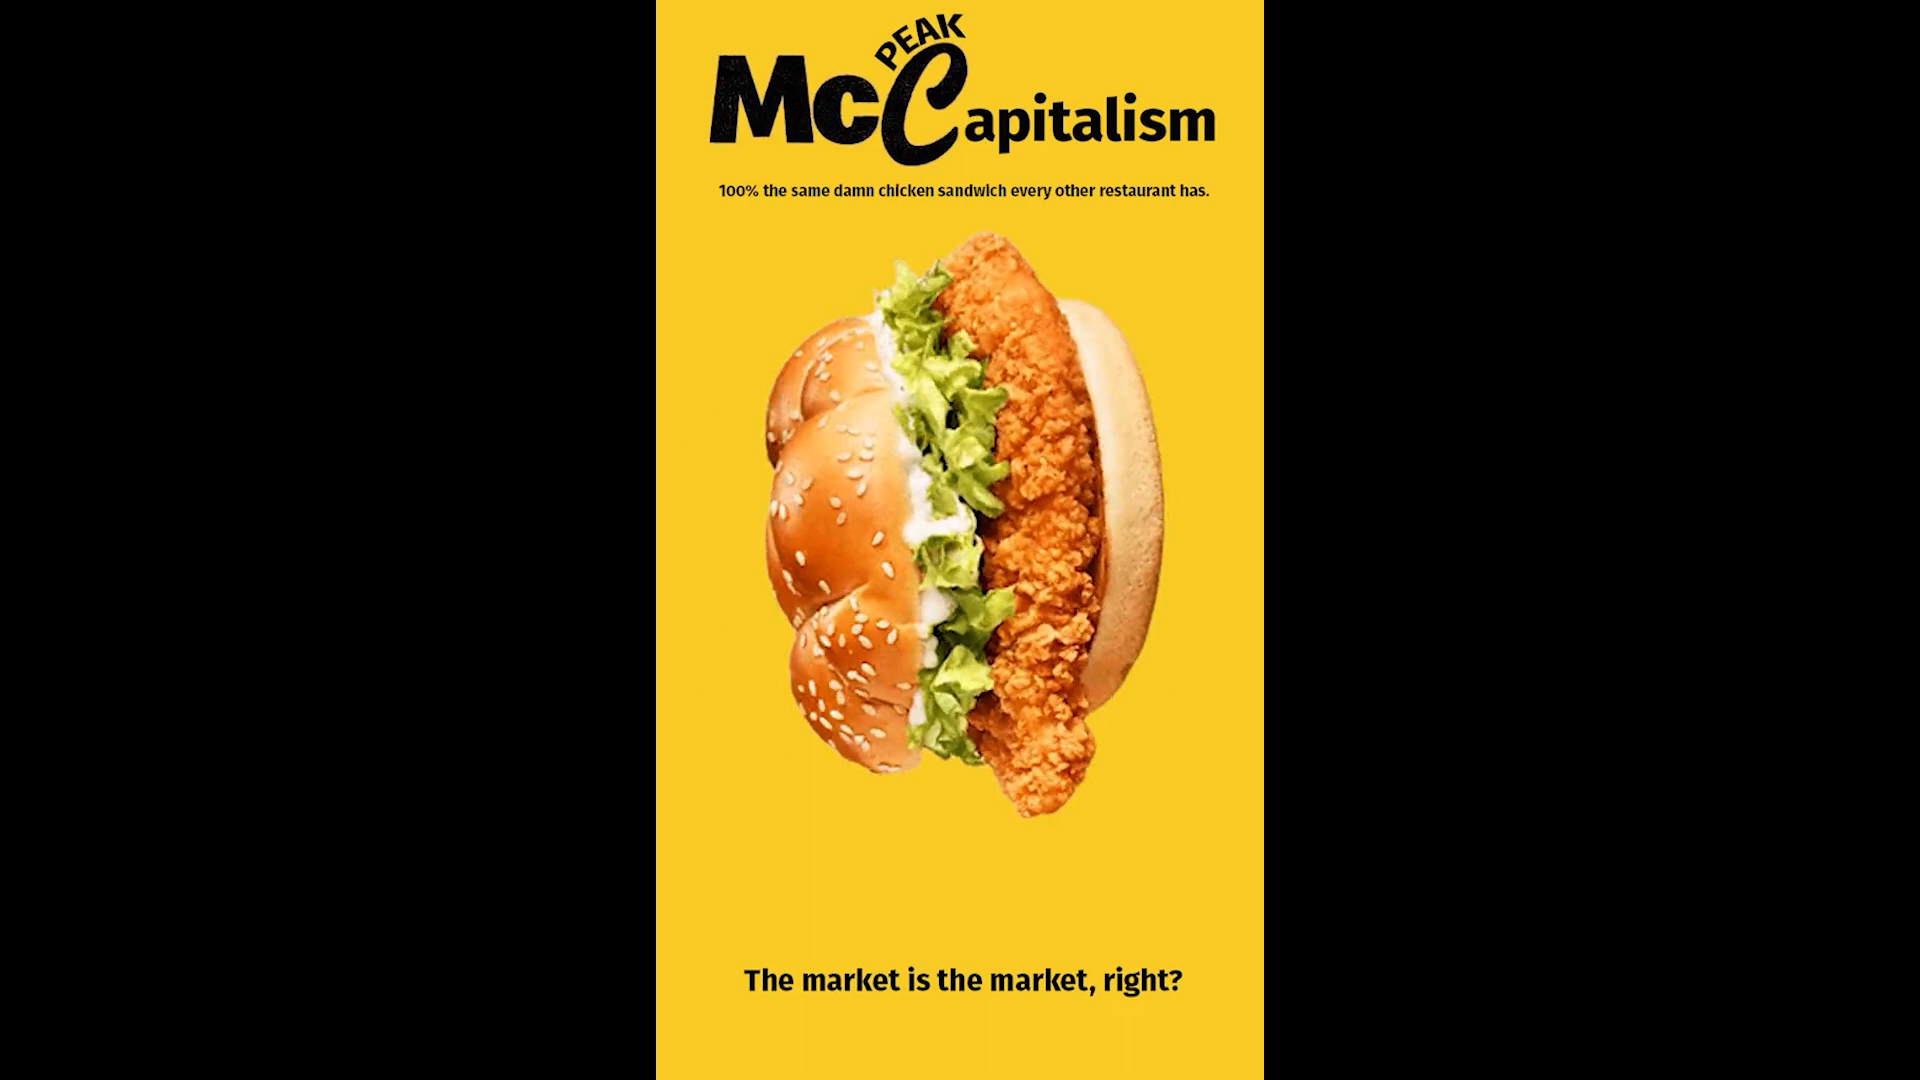 PEAK
McCapitalism
100% the same damn chicken sandwich every other restaurant has.
The market is the market, right?